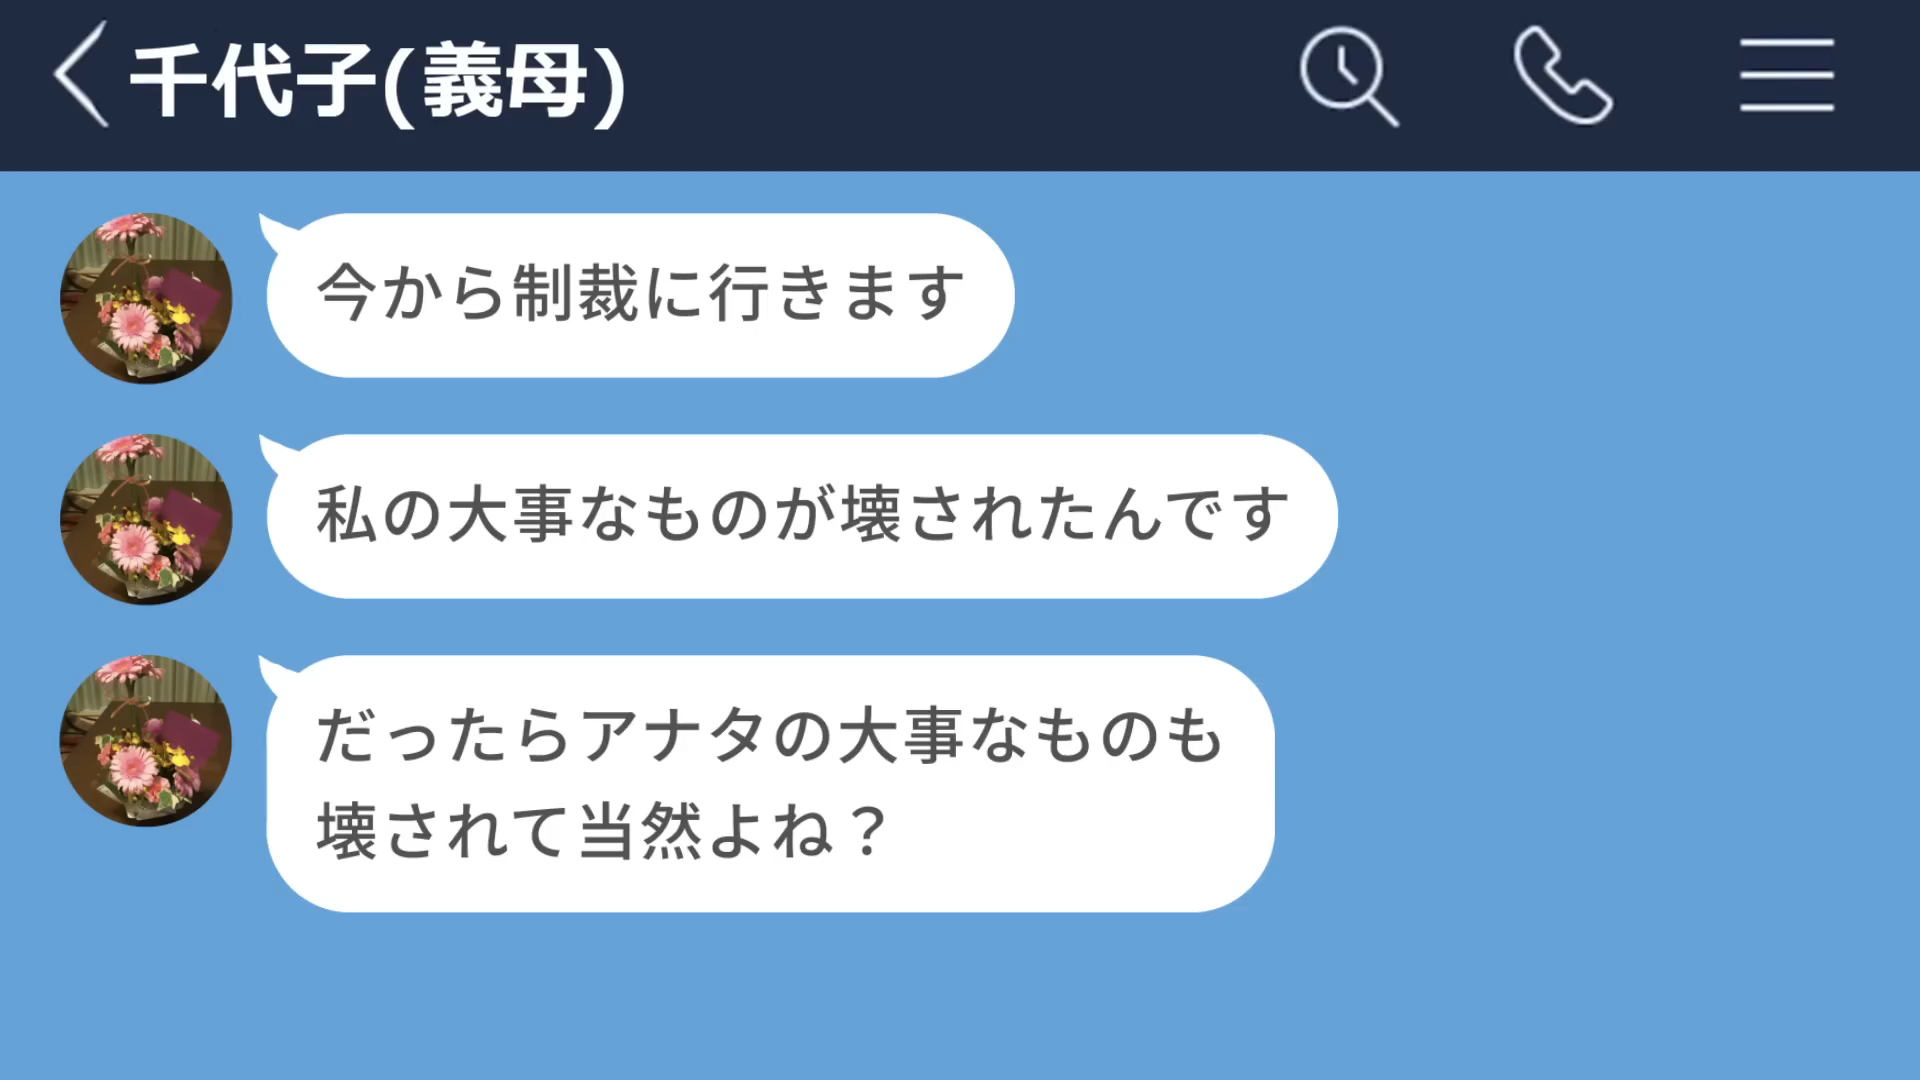 千代子(義母)
今から制裁に行きます
私の大事なものが壊されたんです
だったらアナタの大事なものも
壊されて当然よね？